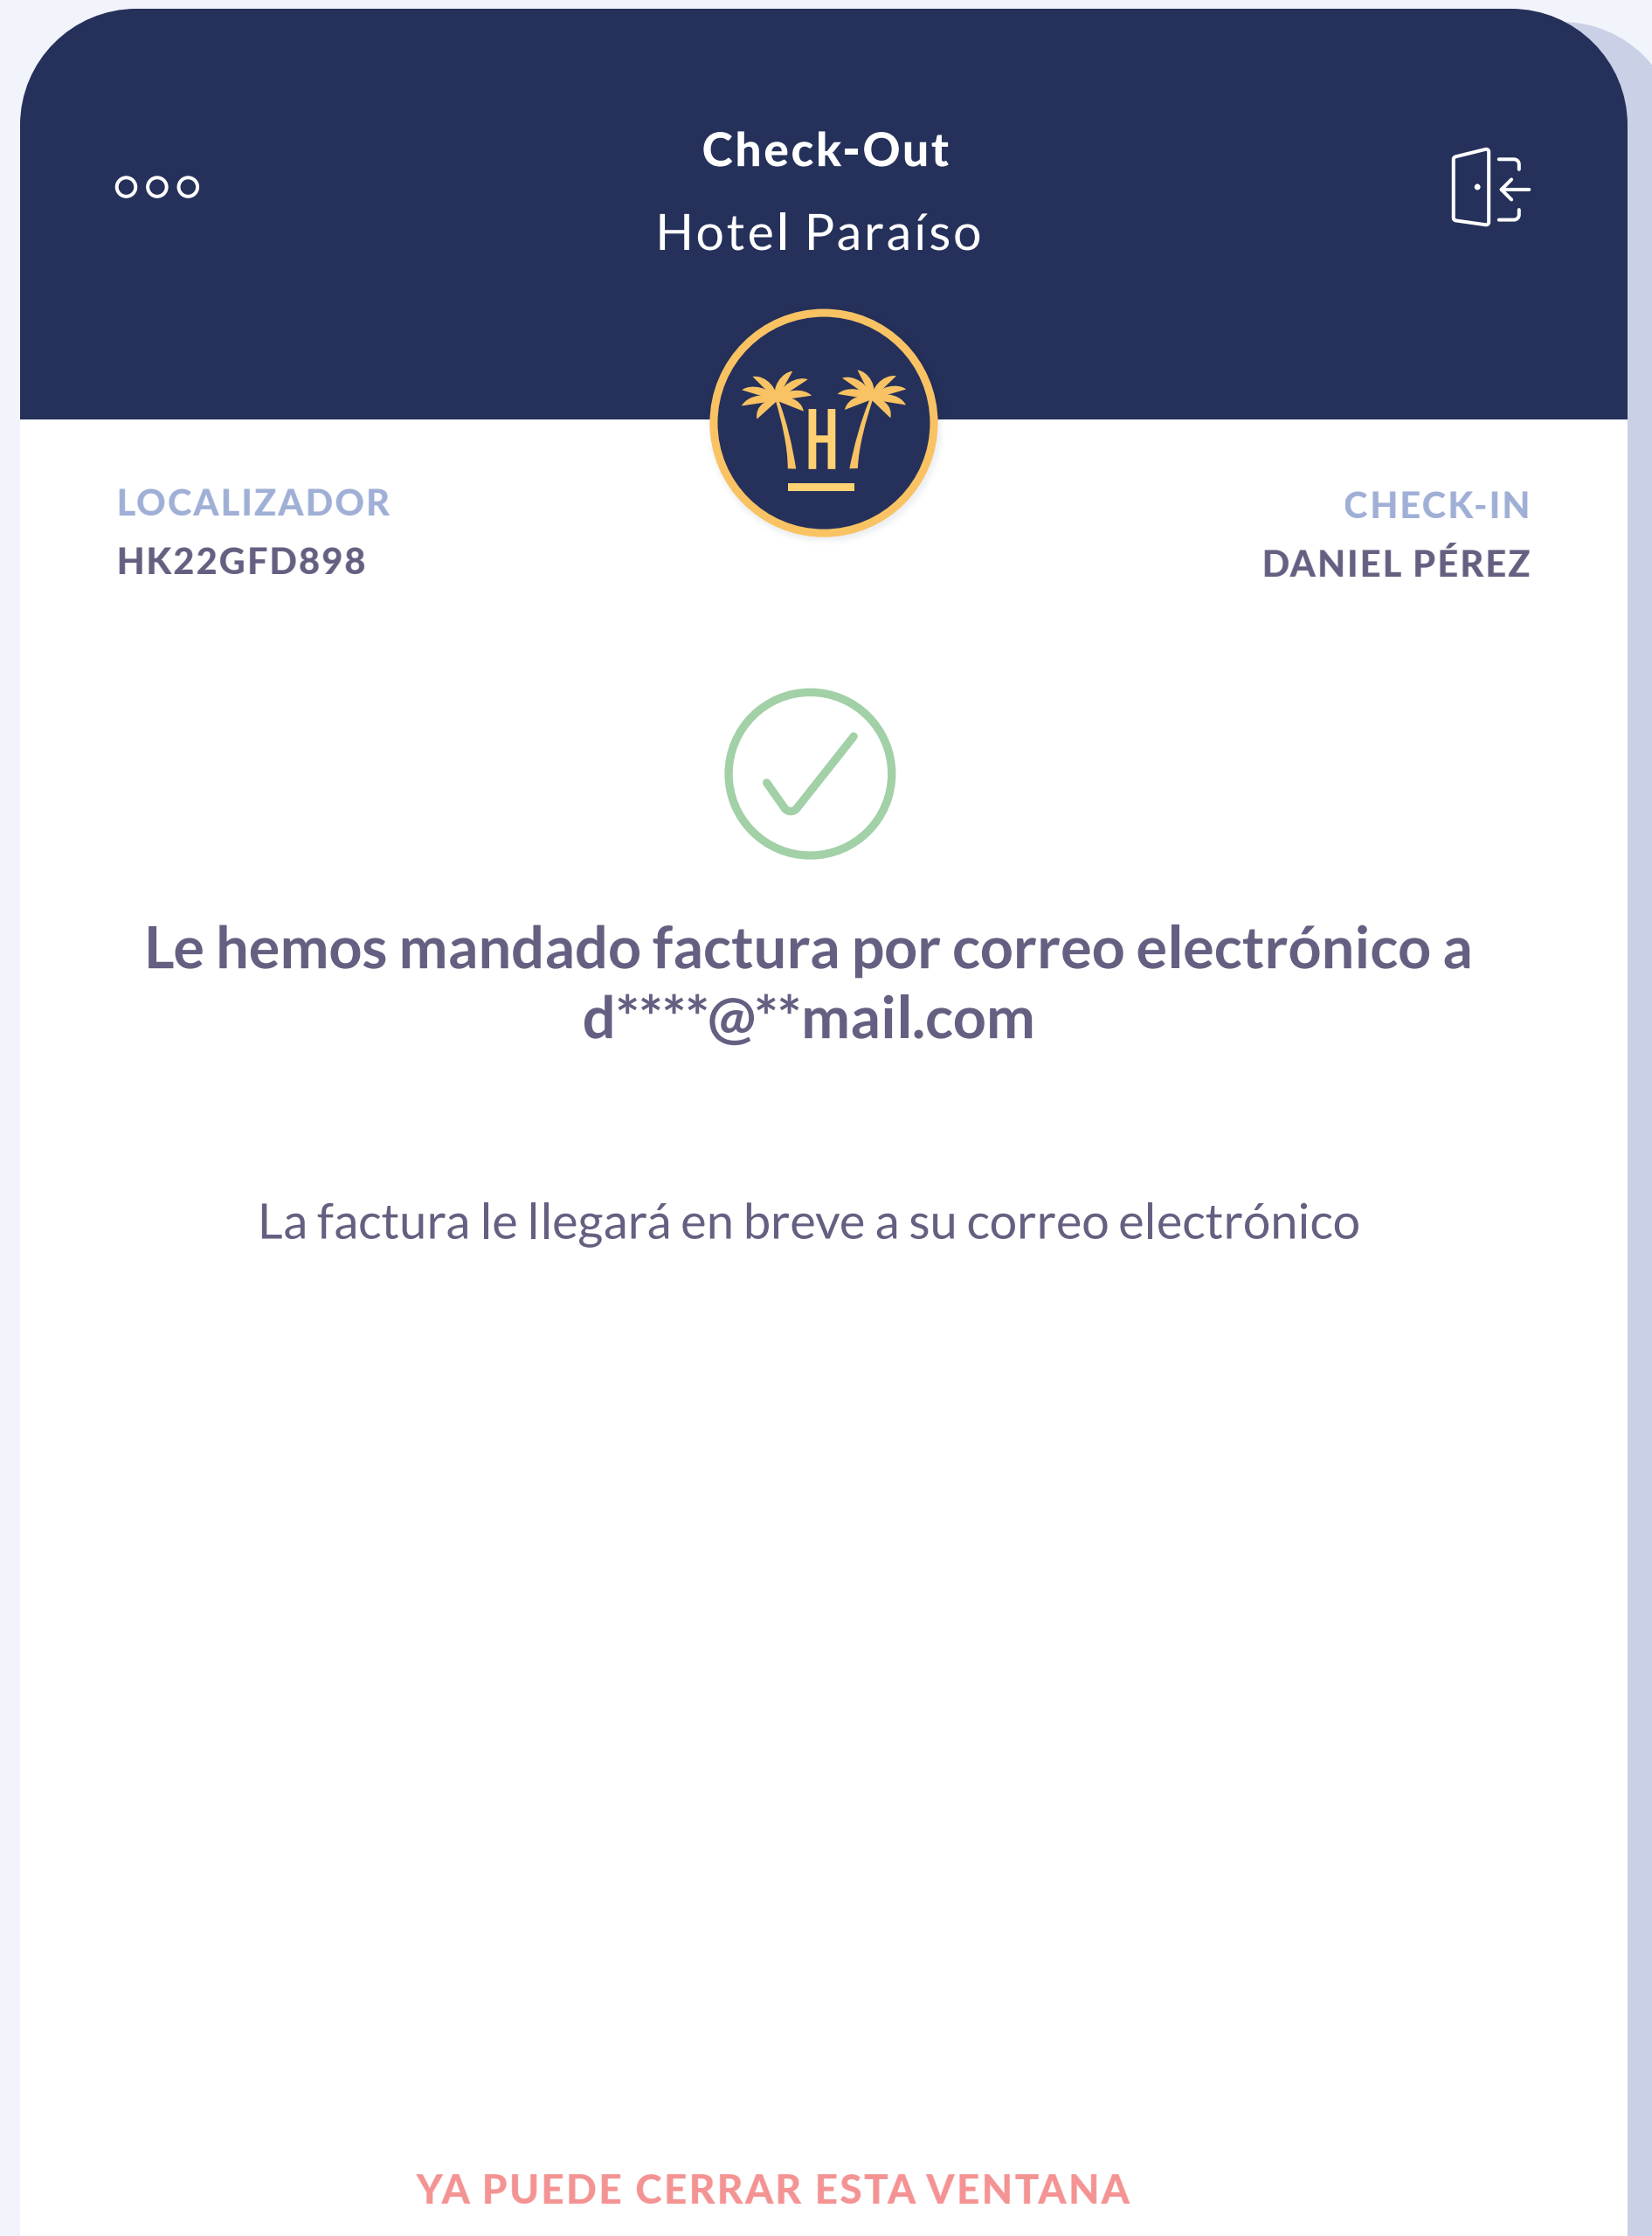 Check-Out
Hotel Paraíso
H
LOCALIZADOR
HK22GFD898
CHECK-IN
DANIEL PÉREZ
Le hemos mandado factura por correo electrónico a
d****@**mail.com
La factura le llegará en breve a su correo electrónico
YA PUEDE CERRAR ESTA VENTANA